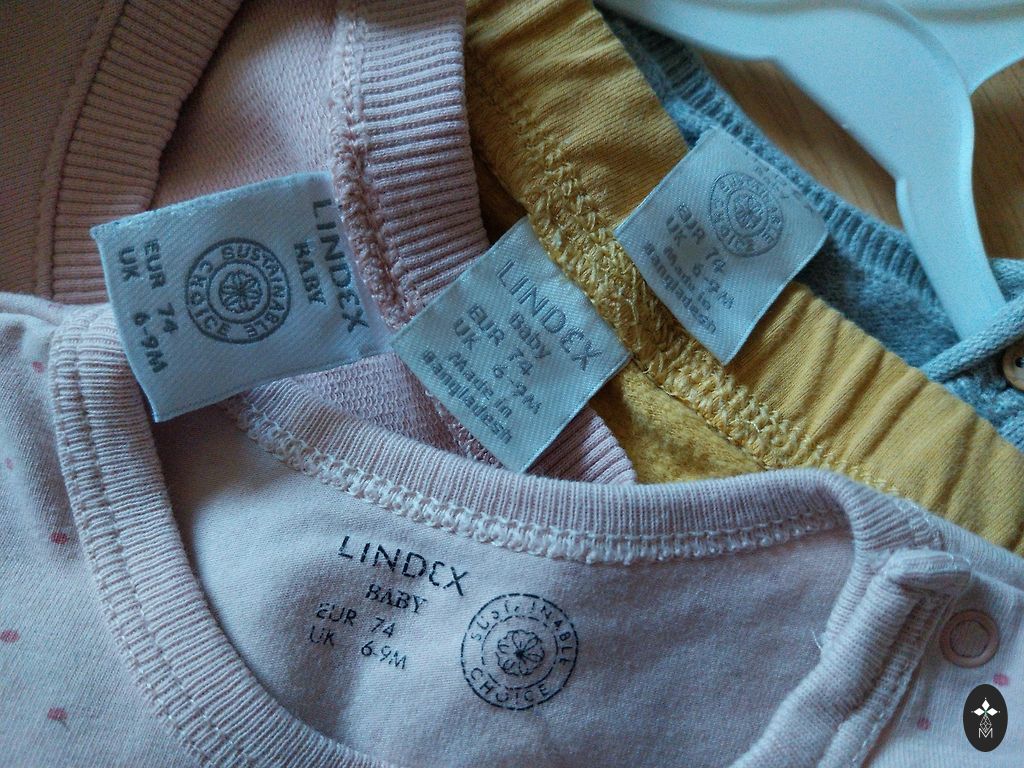 LINDEX
BABY
SUSTAINABLE
CHOICE
EUR 74
UK 6-9M
LINDEX
Baby
EUR 74
UK 6-9M
Made in
Bangladesh
EUR 74
UK 6-9M
Made in
Bangladesh
LINDEX
BABY
EUR 74
UK 6-9M
SUSTAINABLE
CHOICE
M